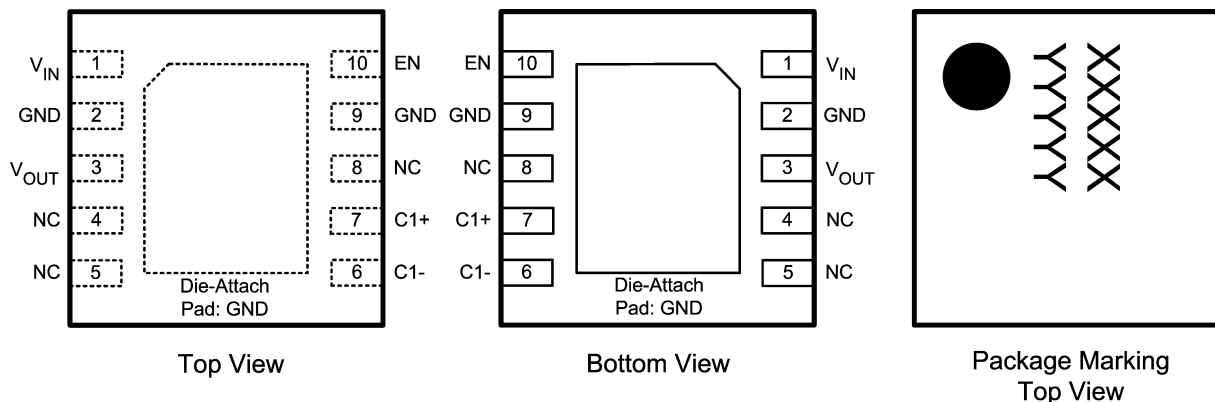 V_IN 1 10 EN
GND 2 9 GND
V_OUT 3 8 NC
NC 4 7 C1+
NC 5 6 C1-
Die-Attach
Pad: GND
Top View
EN 10 1 V_IN
GND 9 2 GND
NC 8 3 V_OUT
C1+ 7 4 NC
C1- 6 5 NC
Die-Attach
Pad: GND
Bottom View
XXXXX
YYYYY
Package Marking
Top View